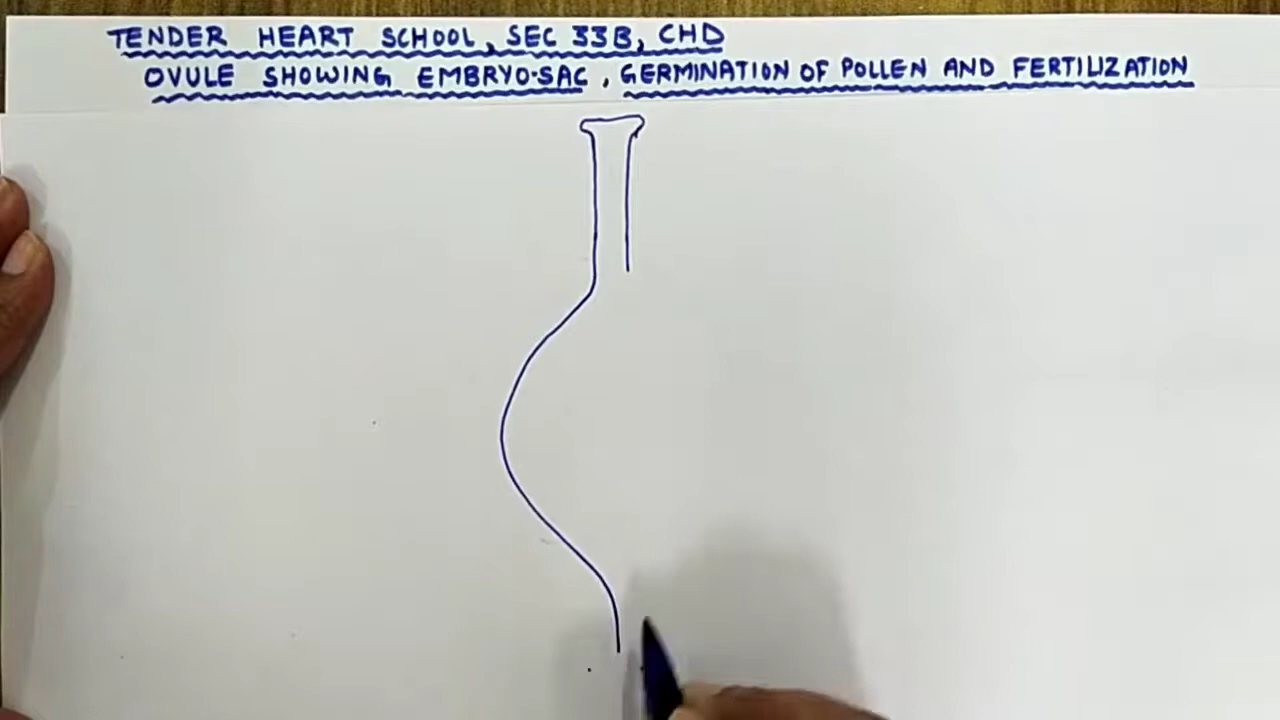 TENDER HEART SCHOOL, SEC 33B, CHD
OVULE SHOWING EMBRYO-SAC, GERMINATION OF POLLEN AND FERTILIZATION